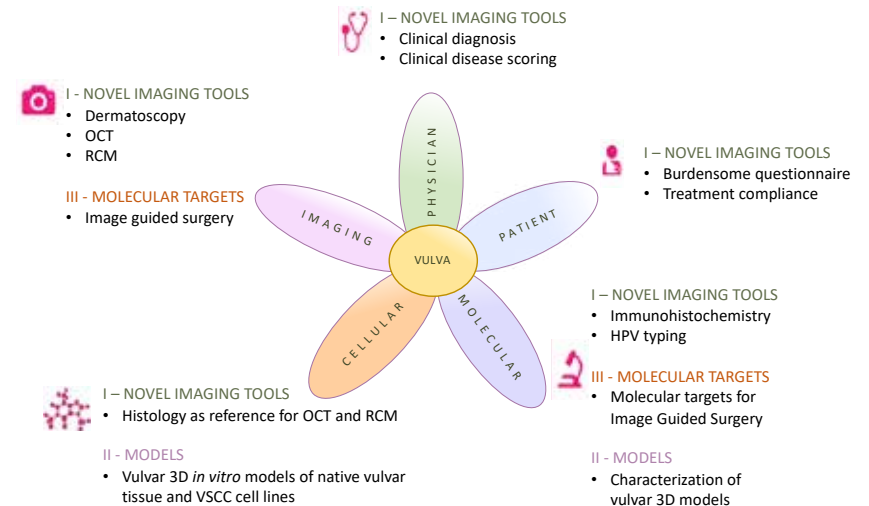 I – NOVEL IMAGING TOOLS
• Clinical diagnosis
• Clinical disease scoring
I - NOVEL IMAGING TOOLS
• Dermatoscopy
• OCT
• RCM
III - MOLECULAR TARGETS
• Image guided surgery
I – NOVEL IMAGING TOOLS
• Burdensome questionnaire
• Treatment compliance
PHYSICIAN
IMAGING
PATIENT
VULVA
CELLULAR
MOLECULAR
I – NOVEL IMAGING TOOLS
• Immunohistochemistry
• HPV typing
III - MOLECULAR TARGETS
• Molecular targets for
Image Guided Surgery
II - MODELS
• Characterization of
vulvar 3D models
I – NOVEL IMAGING TOOLS
• Histology as reference for OCT and RCM
II - MODELS
• Vulvar 3D in vitro models of native vulvar
tissue and VSCC cell lines